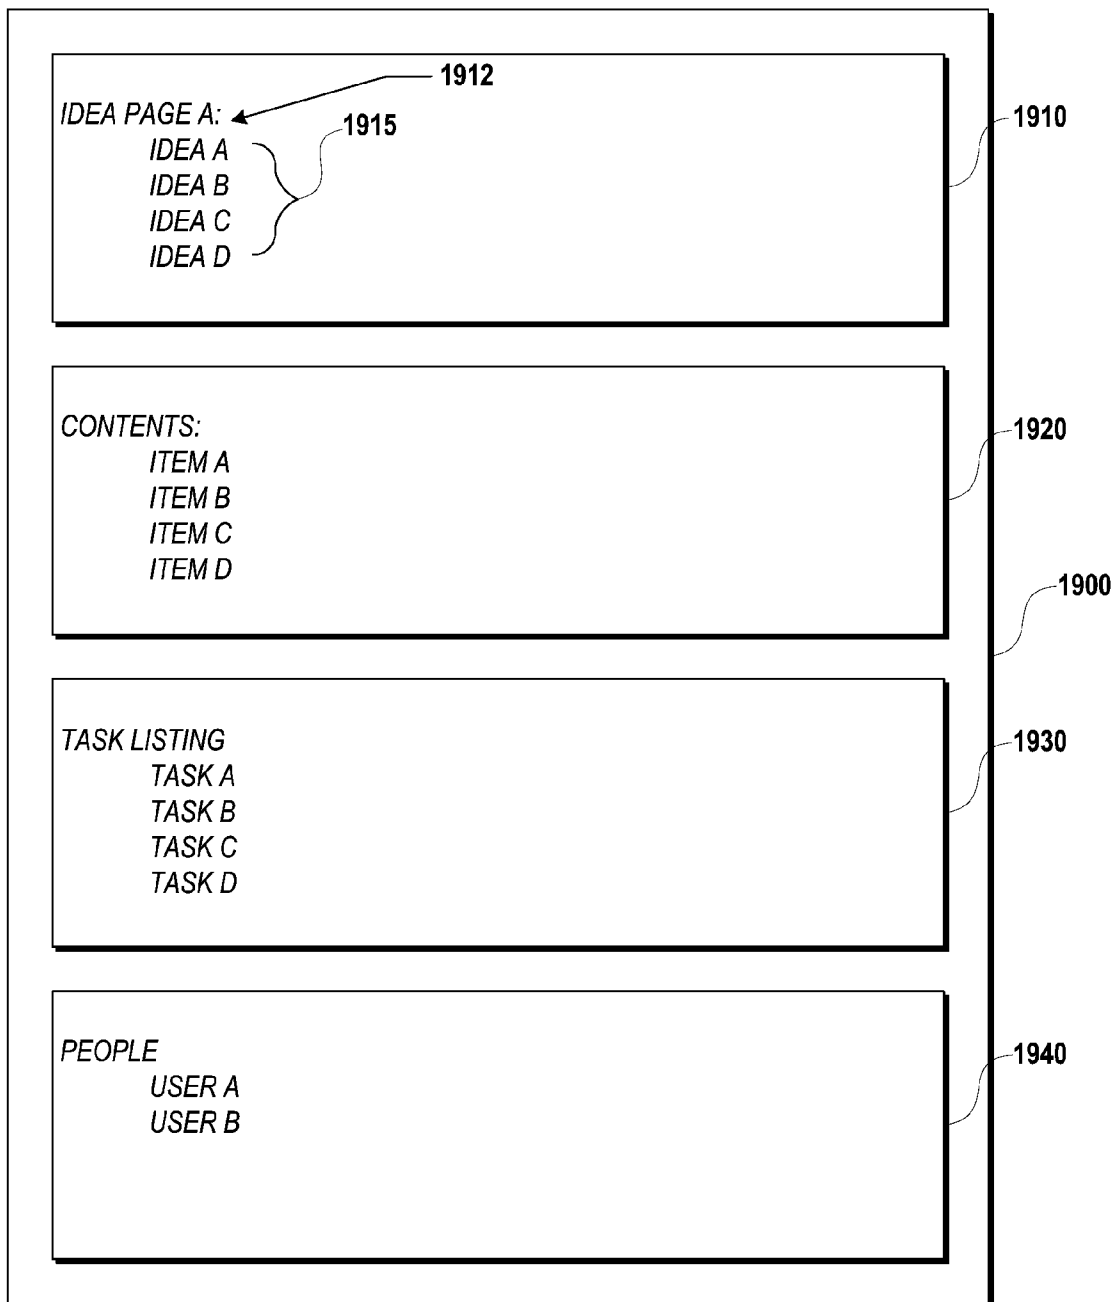 1912
IDEA PAGE A:
1915
1910
IDEA A
IDEA B
IDEA C
IDEA D
CONTENTS:
1920
ITEM A
ITEM B
ITEM C
ITEM D
1900
TASK LISTING
1930
TASK A
TASK B
TASK C
TASK D
PEOPLE
1940
USER A
USER B